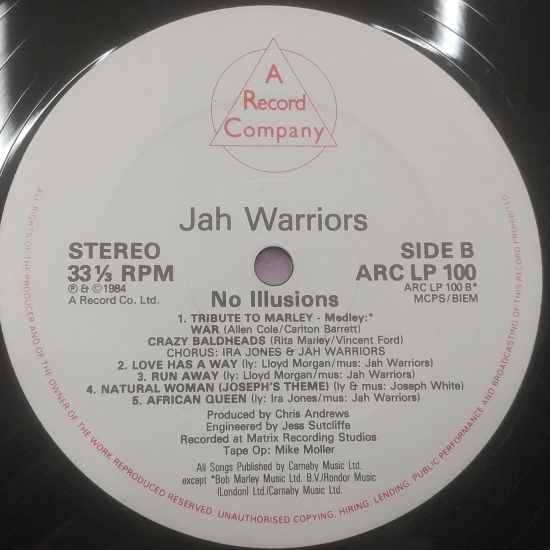 A
Record
Company
Jah Warriors
STEREO
33⅓ RPM
℗ & ©1984
A Record Co. Ltd.
SIDE B
ARC LP 100
ARC LP 100 B*
MCPS/BIEM
No Illusions
1. TRIBUTE TO MARLEY - Medley:*
WAR (Allen Cole/Carlton Barrett)
CRAZY BALDHEADS (Rita Marley/Vincent Ford)
CHORUS: IRA JONES & JAH WARRIORS
2. LOVE HAS A WAY (ly: Lloyd Morgan/mus: Jah Warriors)
3. RUN AWAY (ly: Lloyd Morgan/mus: Jah Warriors)
4. NATURAL WOMAN (JOSEPH'S THEME) (ly & mus: Joseph White)
5. AFRICAN QUEEN (ly: Ira Jones/mus: Jah Warriors)
Produced by Chris Andrews
Engineered by Jess Sutcliffe
Recorded at Matrix Recording Studios
Tape Op: Mike Moller
All Songs Published by Carnaby Music Ltd.
except *Bob Marley Music Ltd. B.V./Rondor Music
(London) Ltd./Carnaby Music Ltd.
ALL RIGHTS OF THE PRODUCER AND OF THE OWNER OF THE WORK REPRODUCED RESERVED. UNAUTHORISED COPYING, HIRING, LENDING, PUBLIC PERFORMANCE AND BROADCASTING OF THIS RECORD PROHIBITED